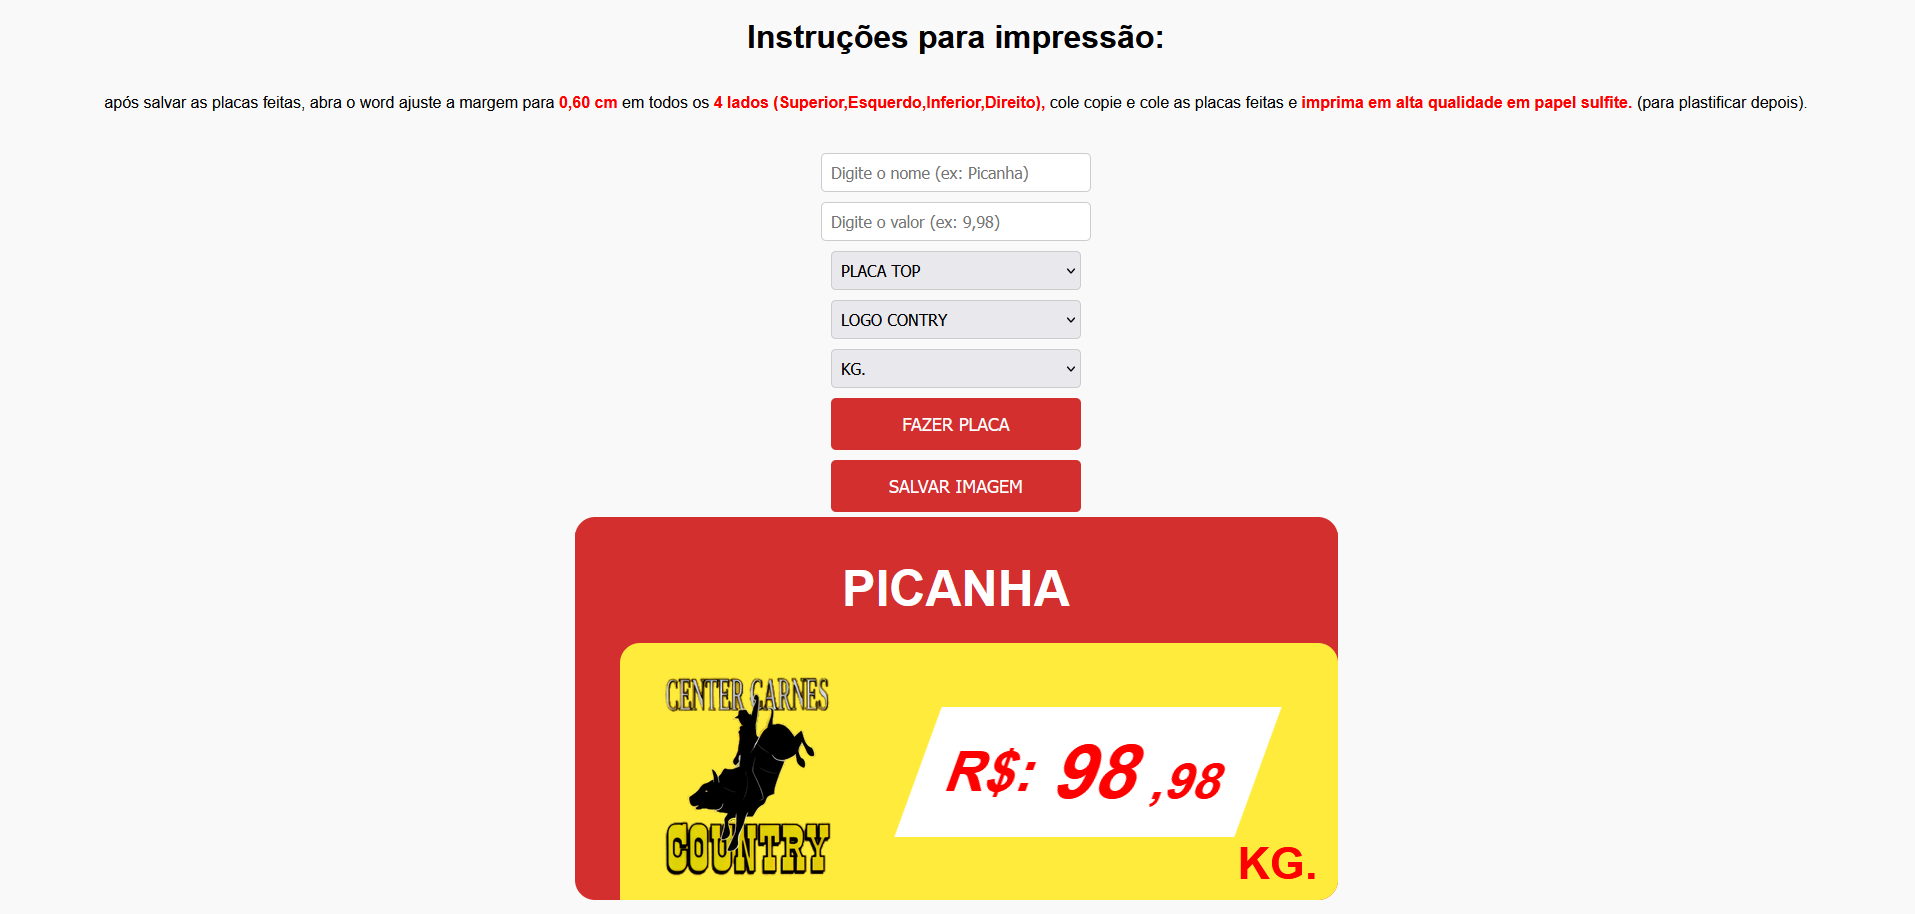 Instruções para impressão:
após salvar as placas feitas, abra o word ajuste a margem para 0,60 cm em todos os 4 lados (Superior,Esquerdo,Inferior,Direito), cole copie e cole as placas feitas e imprima em alta qualidade em papel sulfite. (para plastificar depois).
Digite o nome (ex: Picanha)
Digite o valor (ex: 9,98)
PLACA TOP
LOGO CONTRY
KG.
FAZER PLACA
SALVAR IMAGEM
PICANHA
CENTER CARNES
COUNTRY
R$: 98 ,98
KG.